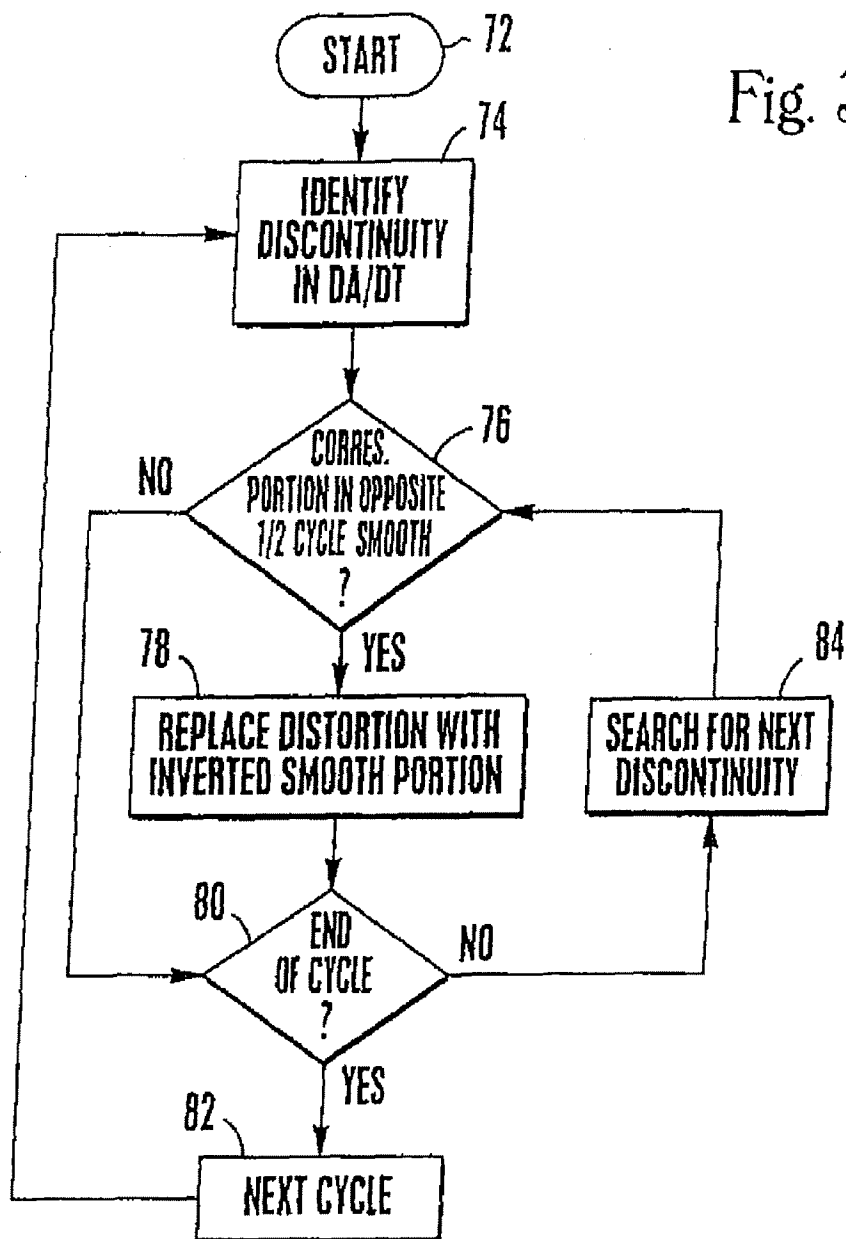 START
72
Fig.
74
IDENTIFY
DISCONTINUITY
IN DA/DT
76
CORRES.
PORTION IN OPPOSITE
1/2 CYCLE SMOOTH
?
NO
YES
78
REPLACE DISTORTION WITH
INVERTED SMOOTH PORTION
84
SEARCH FOR NEXT
DISCONTINUITY
80
END
OF CYCLE
?
NO
YES
82
NEXT CYCLE